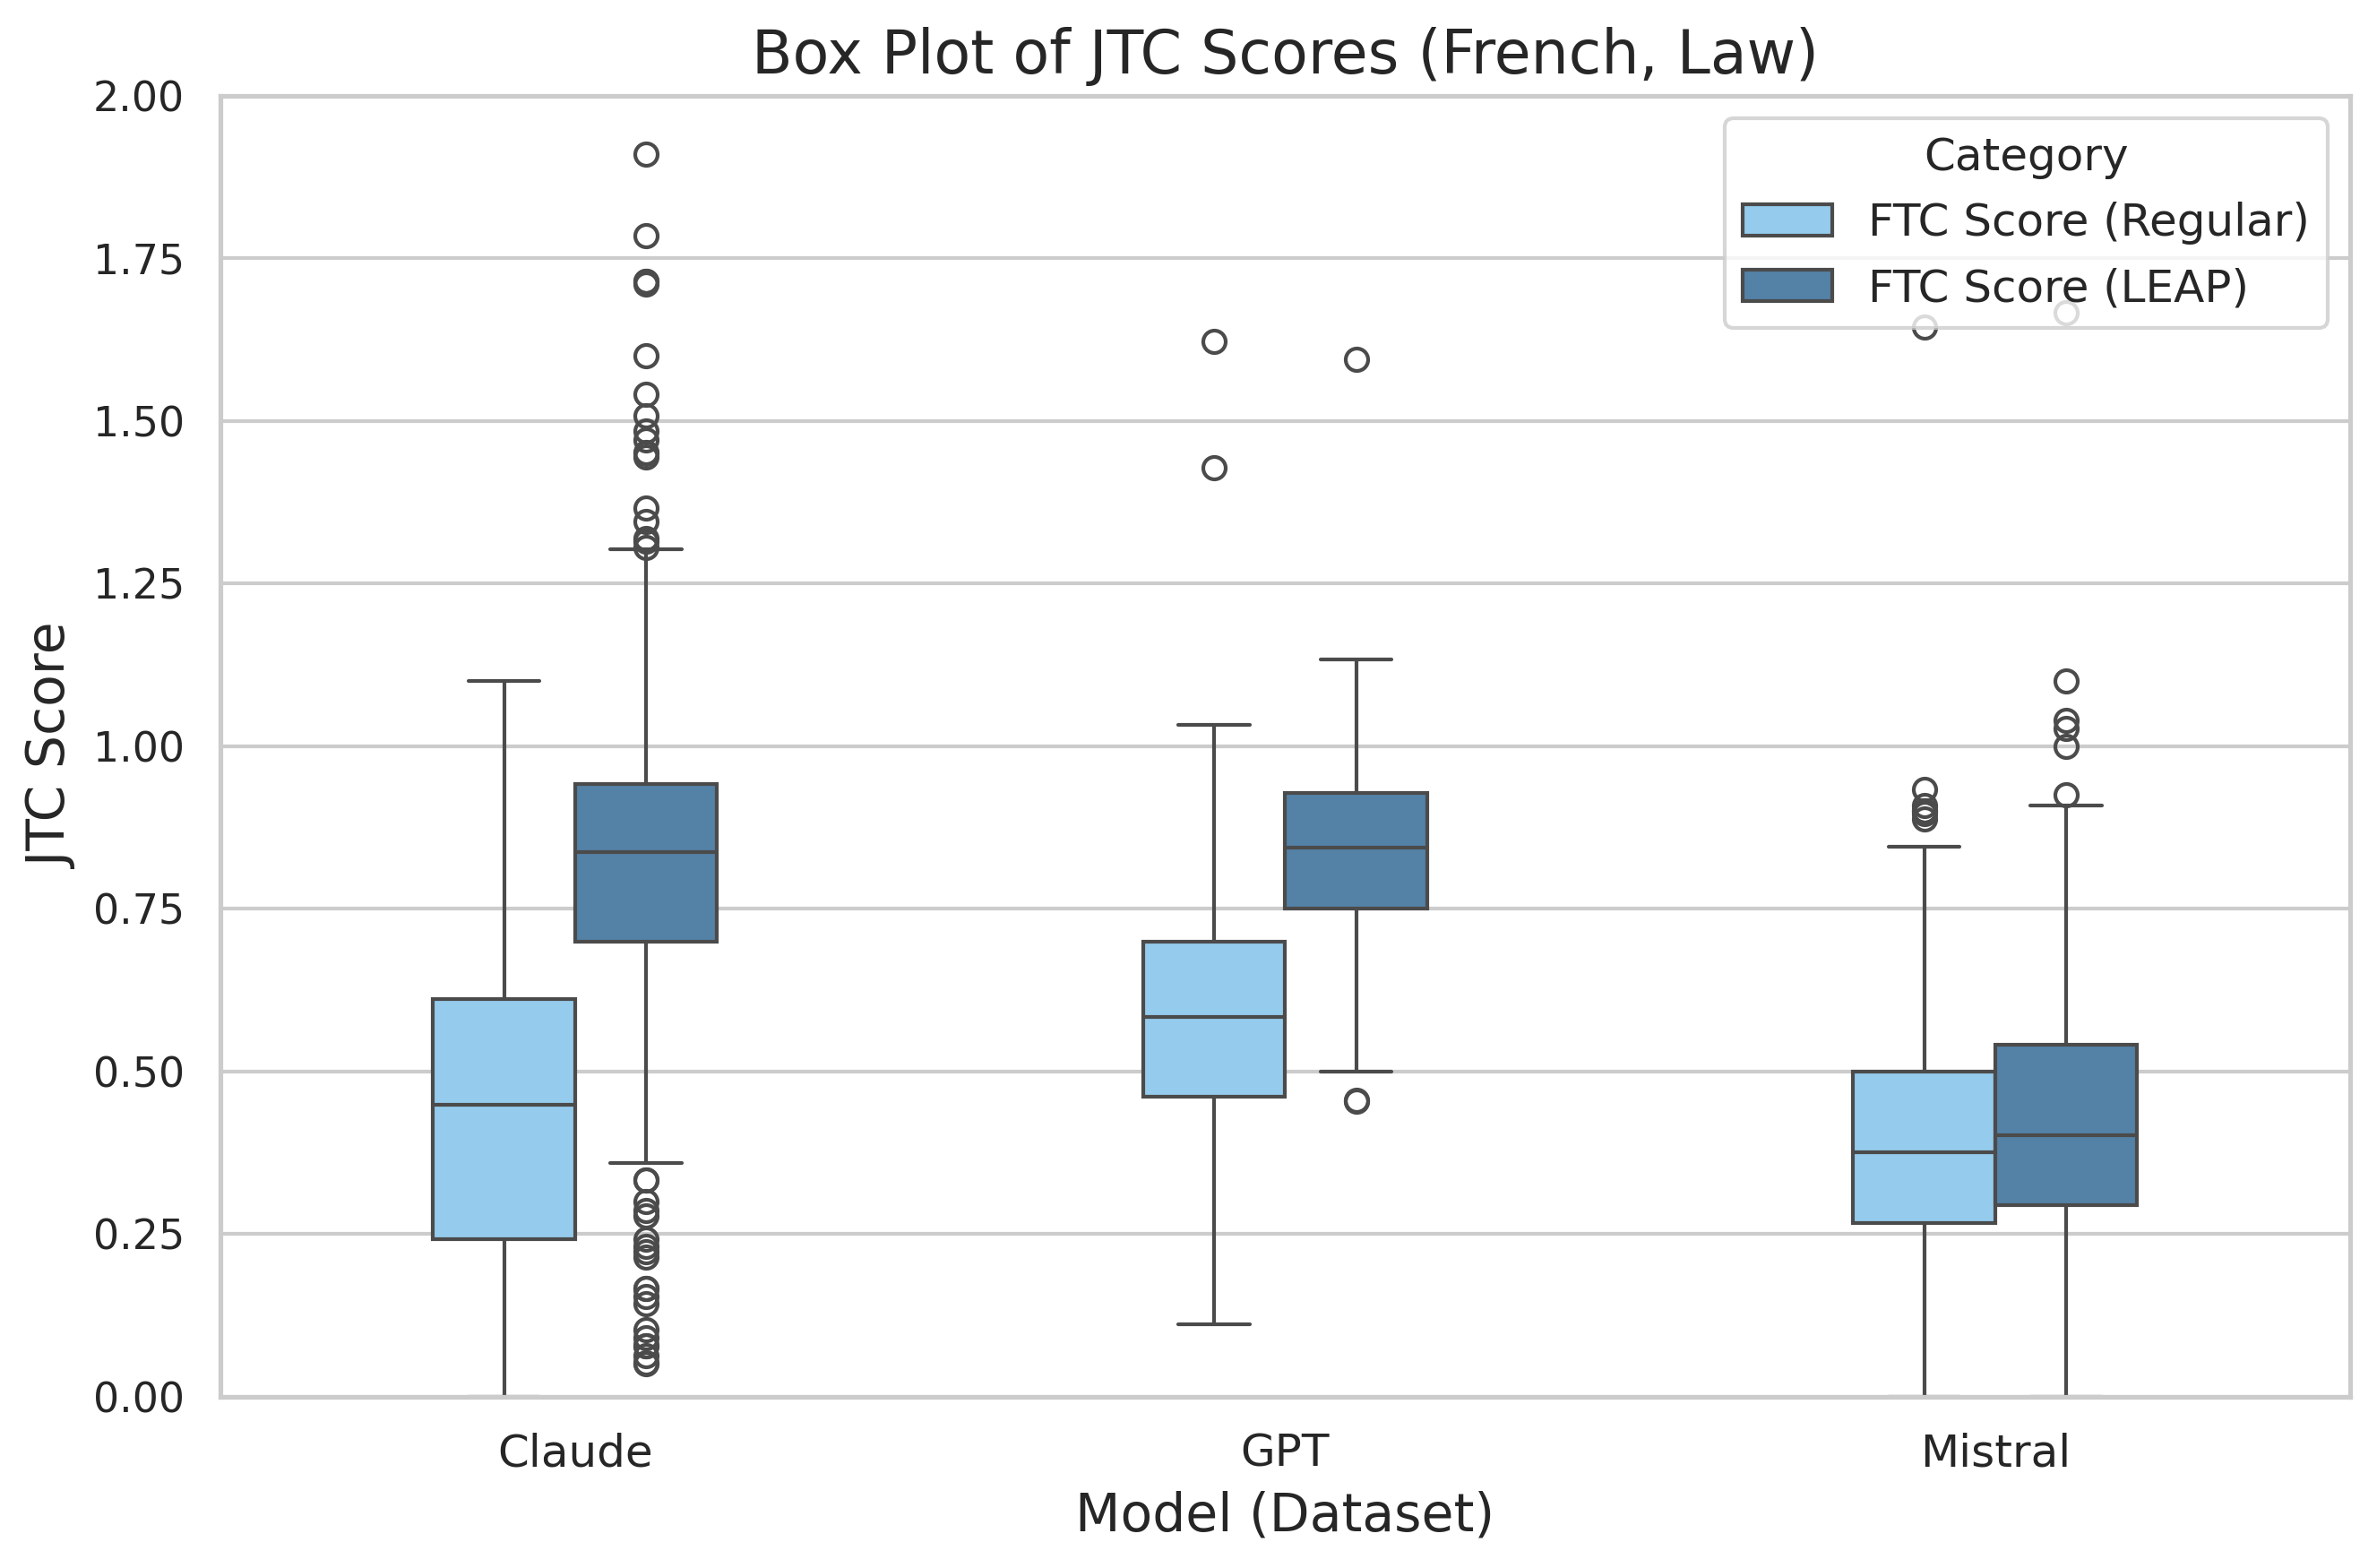 Box Plot of JTC Scores (French, Law)
2.00
1.75
1.50
1.25
1.00
0.75
0.50
0.25
0.00
JTC Score
Category
FTC Score (Regular)
FTC Score (LEAP)
Claude
GPT
Mistral
Model (Dataset)